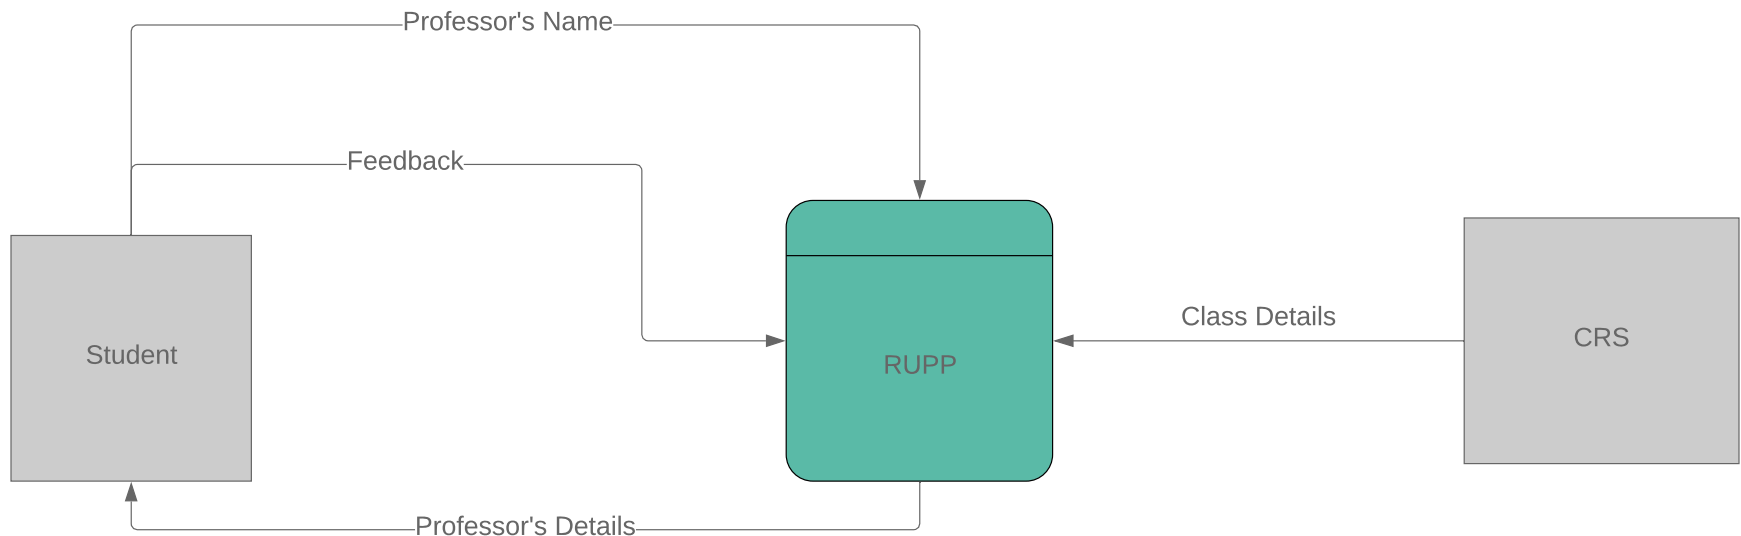 Professor's Name
Feedback
Class Details
Student
RUPP
CRS
Professor's Details